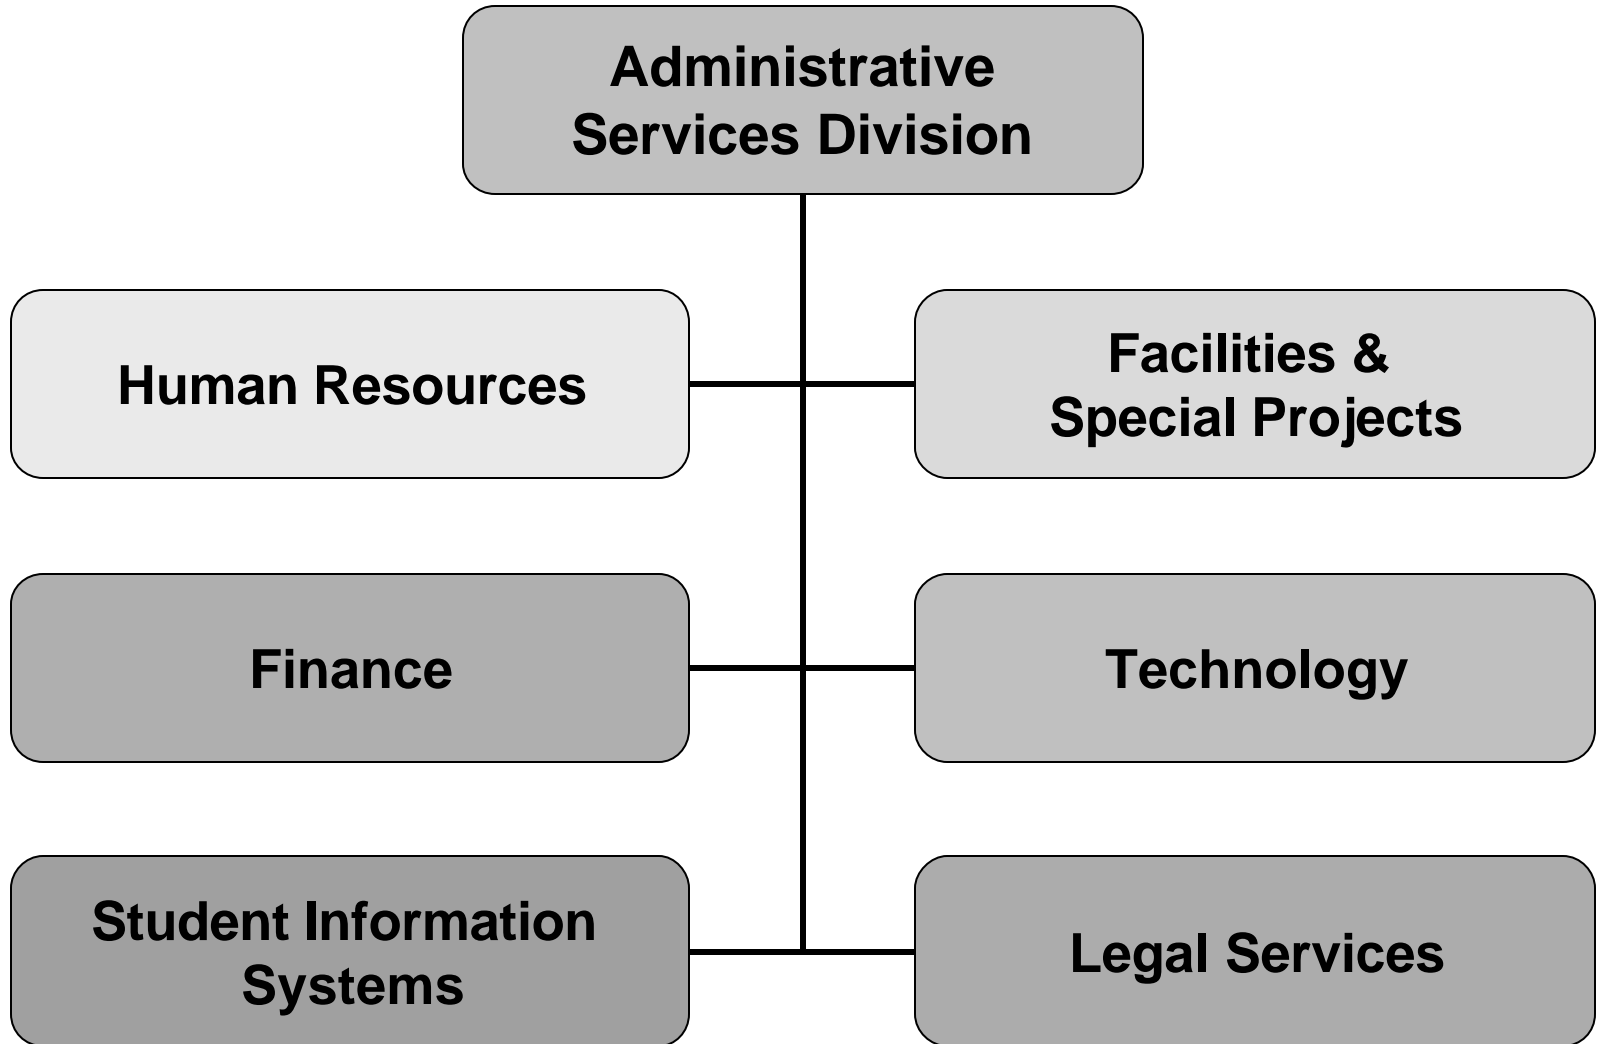 Administrative
Services Division
Human Resources
Facilities &
Special Projects
Finance
Technology
Student Information
Systems
Legal Services